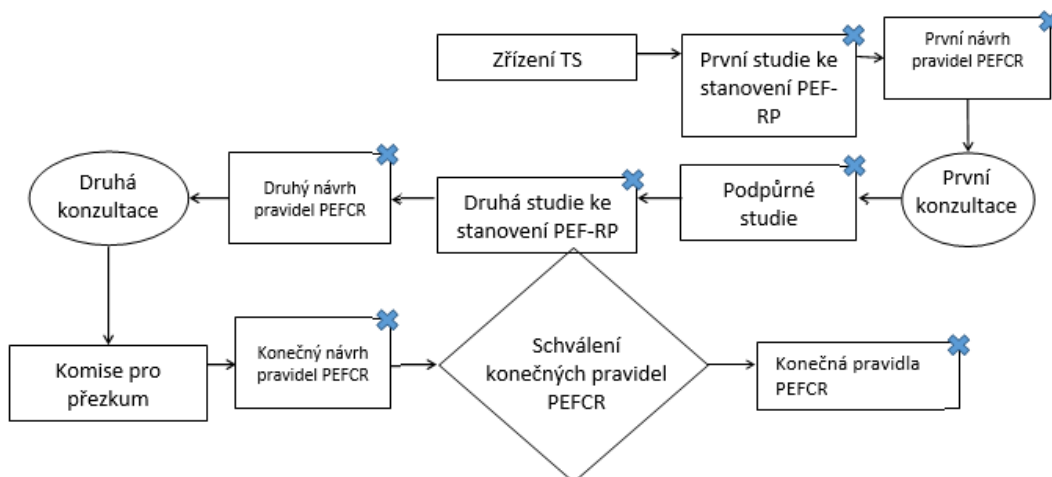 Zřízení TS
První studie ke
stanovení PEF-
RP
První návrh
pravidel PEFCR
První
konzultace
Podpůrné
studie
Druhá studie ke
stanovení PEF-RP
Druhý návrh
pravidel PEFCR
Druhá
konzultace
Komise pro
přezkum
Konečný návrh
pravidel PEFCR
Schválení
konečných pravidel
PEFCR
Konečná pravidla
PEFCR